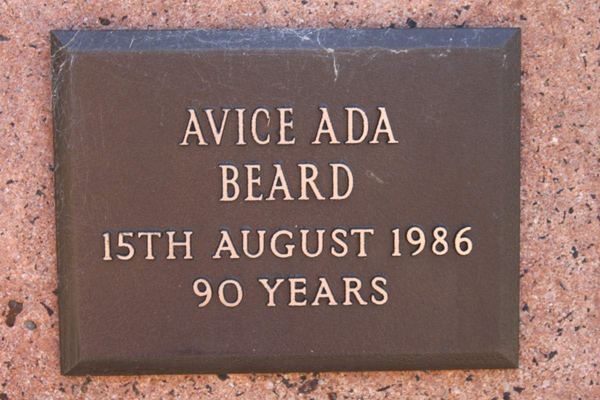 AVICE ADA
BEARD
15TH AUGUST 1986
90 YEARS